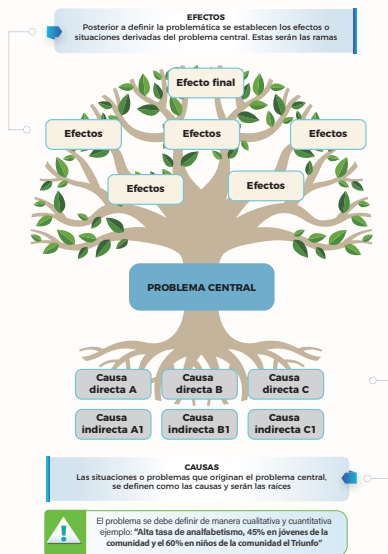 EFECTOS
Posterior a definir la problemática se establecen los efectos o
situaciones derivadas del problema central. Estas serán las ramas
Efecto final
Efectos
Efectos
Efectos
Efectos
Efectos
PROBLEMA CENTRAL
Causa
directa A
Causa
directa B
Causa
directa C
Causa
indirecta A1
Causa
indirecta B1
Causa
indirecta C1
CAUSAS
Las situaciones o problemas que originan el problema central,
se definen como las causas y serán las raíces
El problema se debe definir de manera cualitativa y cuantitativa
ejemplo: “Alta tasa de analfabetismo, 45% en jóvenes de la
comunidad y el 60% en niños de la comunidad el Triunfo”